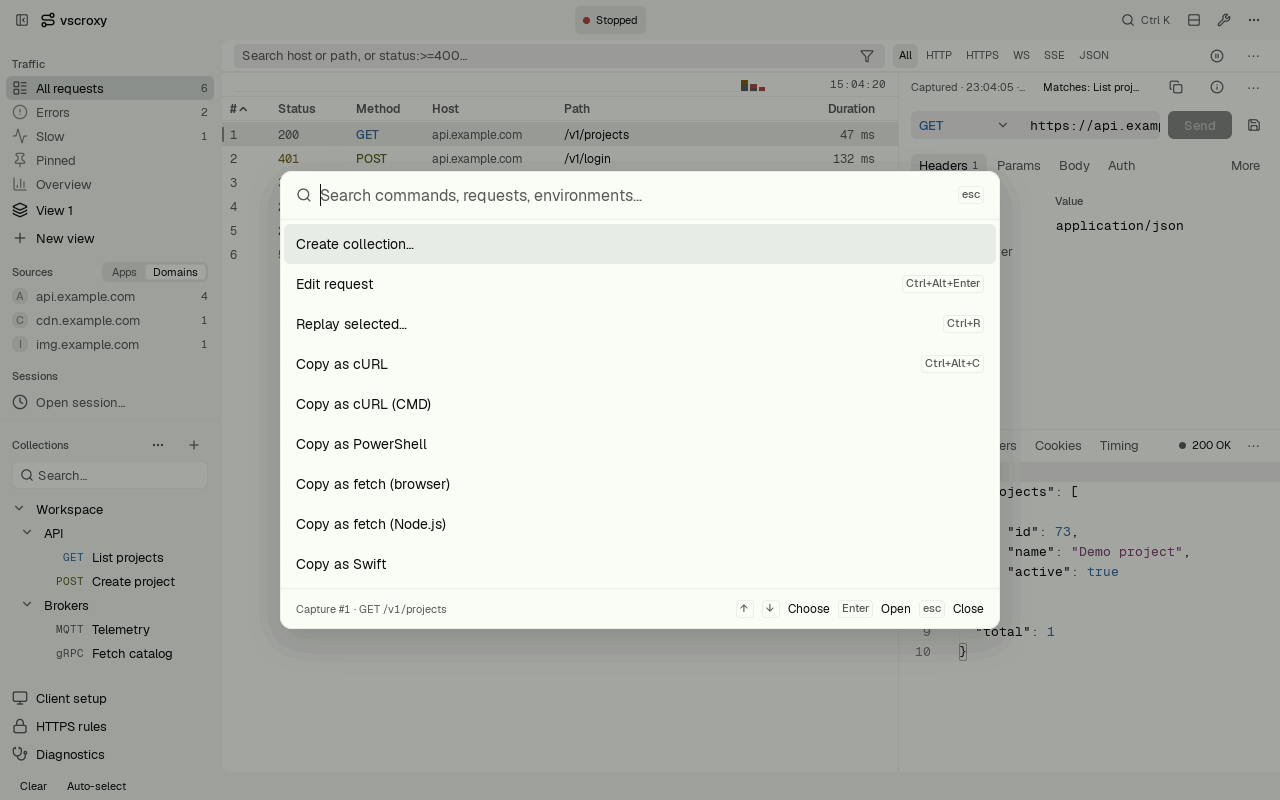 vscroxy
Stopped
Ctrl K
Traffic
All requests 6
Errors 2
Slow 1
Pinned
Overview
View 1
New view
Sources Apps Domains
A api.example.com 4
C cdn.example.com 1
I img.example.com 1
Sessions
Open session...
Collections
Search...
Workspace
API
GET List projects
POST Create project
Brokers
MQTT Telemetry
gRPC Fetch catalog
Client setup
HTTPS rules
Diagnostics
Clear Auto-select
Search host or path, or status:>=400...
All HTTP HTTPS WS SSE JSON
15:04:20
# Status Method Host Path Duration
1 200 GET api.example.com /v1/projects 47 ms
2 401 POST api.example.com /v1/login 132 ms
3
4
5
6
Captured · 23:04:05 ·... Matches: List proj...
GET https://api.examp Send
Headers 1 Params Body Auth More
Value
application/json
er
ers Cookies Timing 200 OK
ojects": [
"id": 73,
"name": "Demo project",
"active": true
9 "total": 1
10 }
Search commands, requests, environments... esc
Create collection...
Edit request Ctrl+Alt+Enter
Replay selected... Ctrl+R
Copy as cURL Ctrl+Alt+C
Copy as cURL (CMD)
Copy as PowerShell
Copy as fetch (browser)
Copy as fetch (Node.js)
Copy as Swift
Capture #1 · GET /v1/projects ↑ ↓ Choose Enter Open esc Close